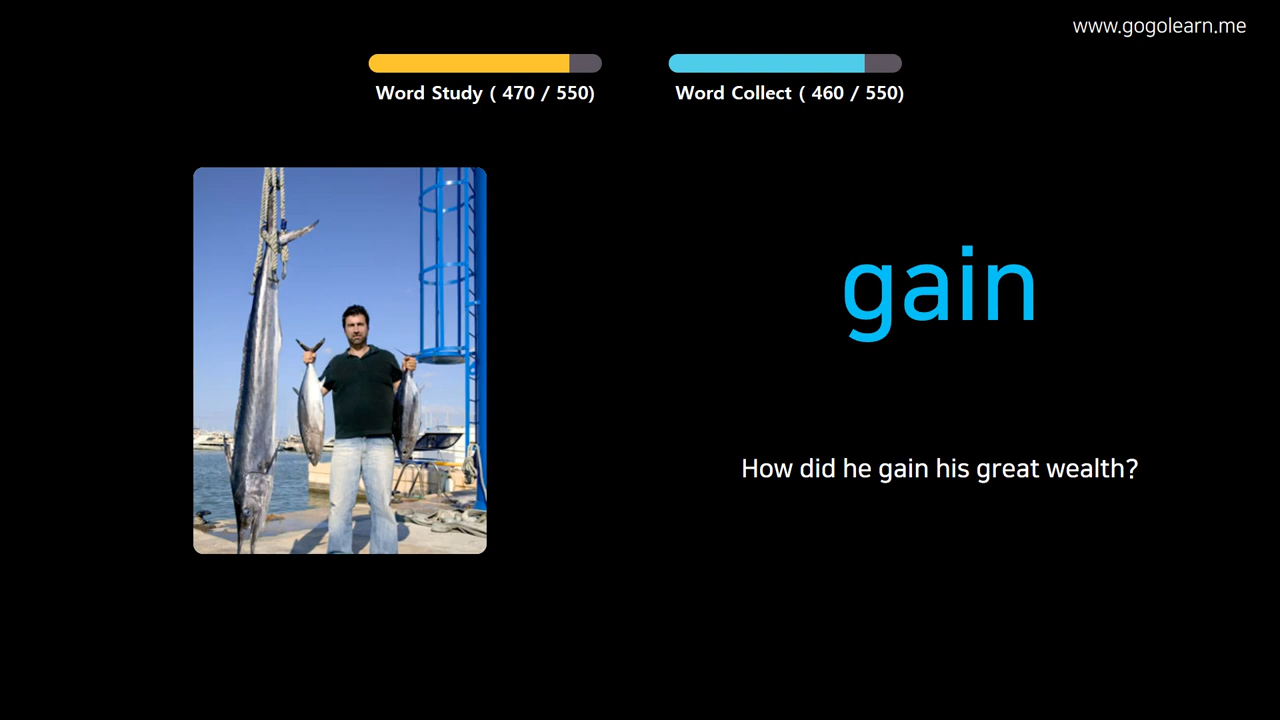 www.gogolearn.me
Word Study ( 470 / 550)
Word Collect ( 460 / 550)
gain
How did he gain his great wealth?